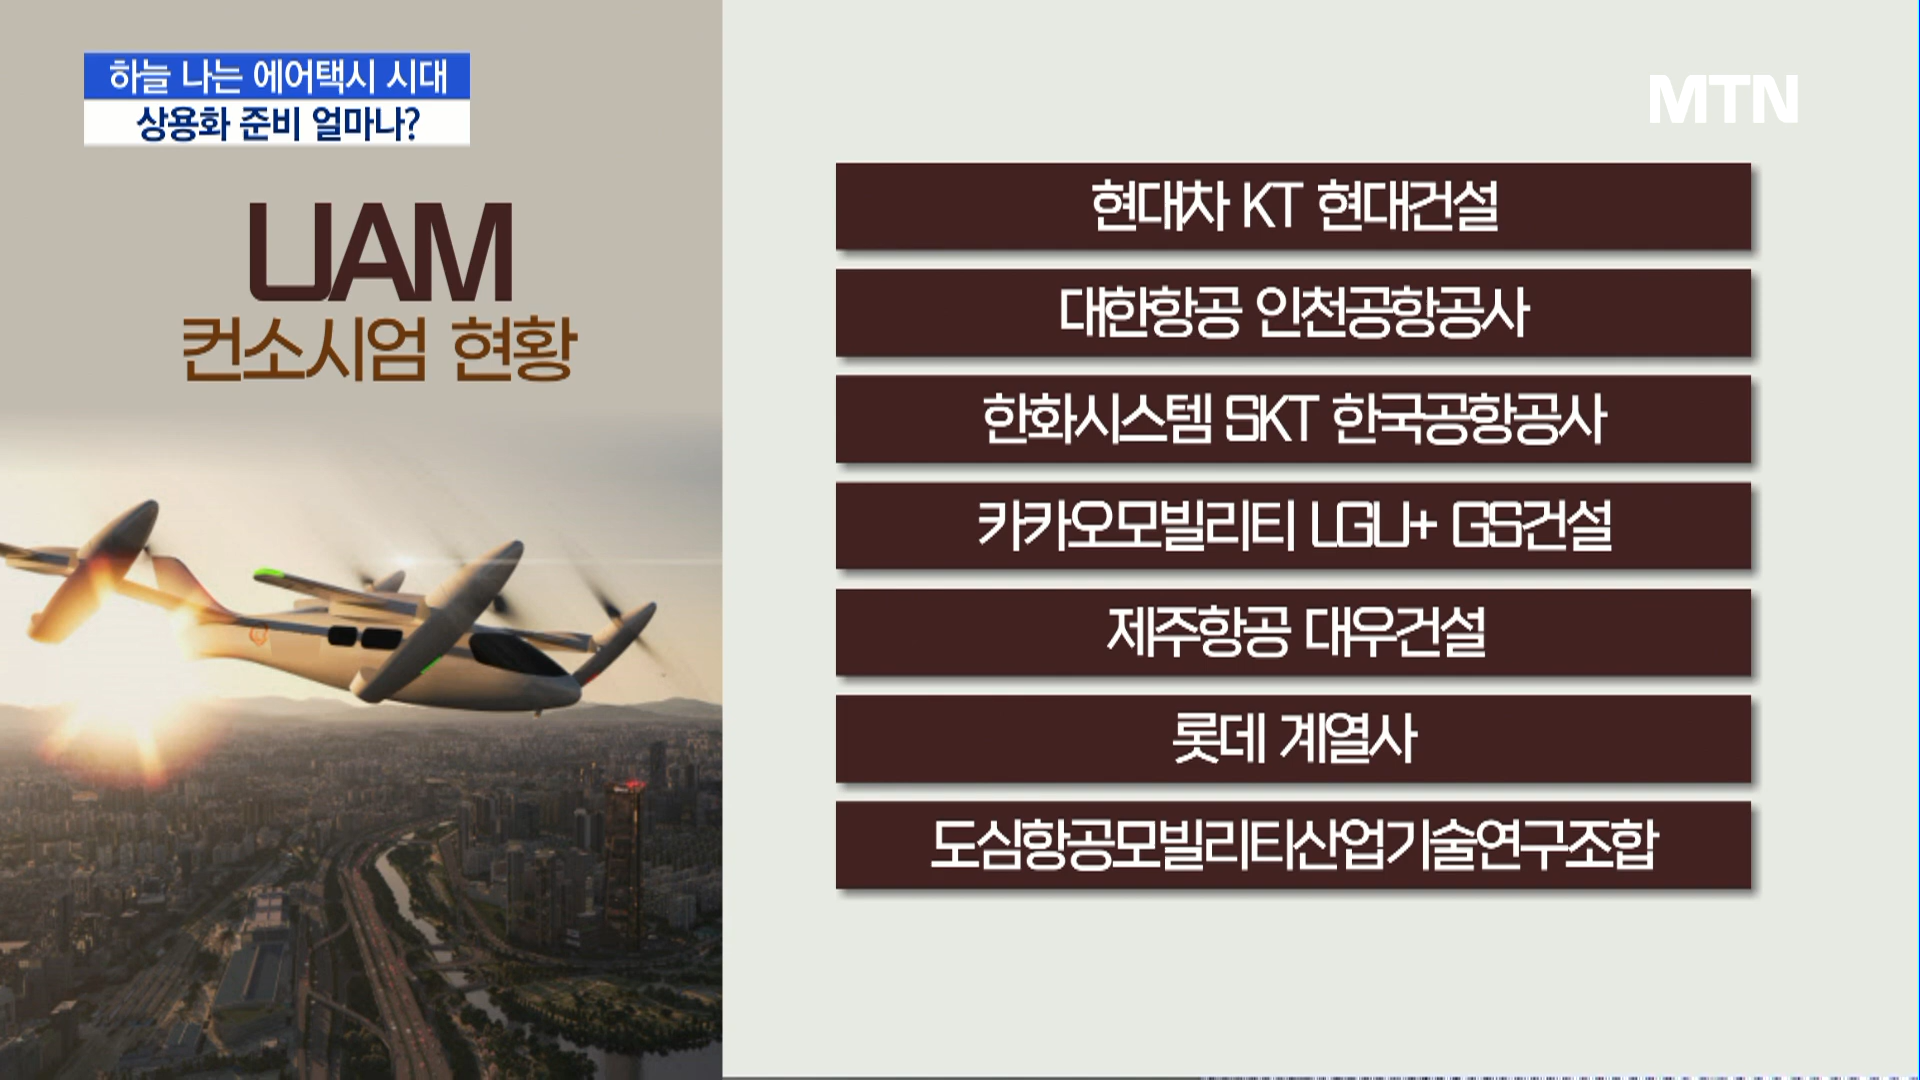 하늘 나는 에어택시 시대
상용화 준비 얼마나?
MTN
UAM
컨소시엄 현황
현대차 KT 현대건설
대한항공 인천공항공사
한화시스템 SKT 한국공항공사
카카오모빌리티 LGU+ GS건설
제주항공 대우건설
롯데 계열사
도심항공모빌리티산업기술연구조합